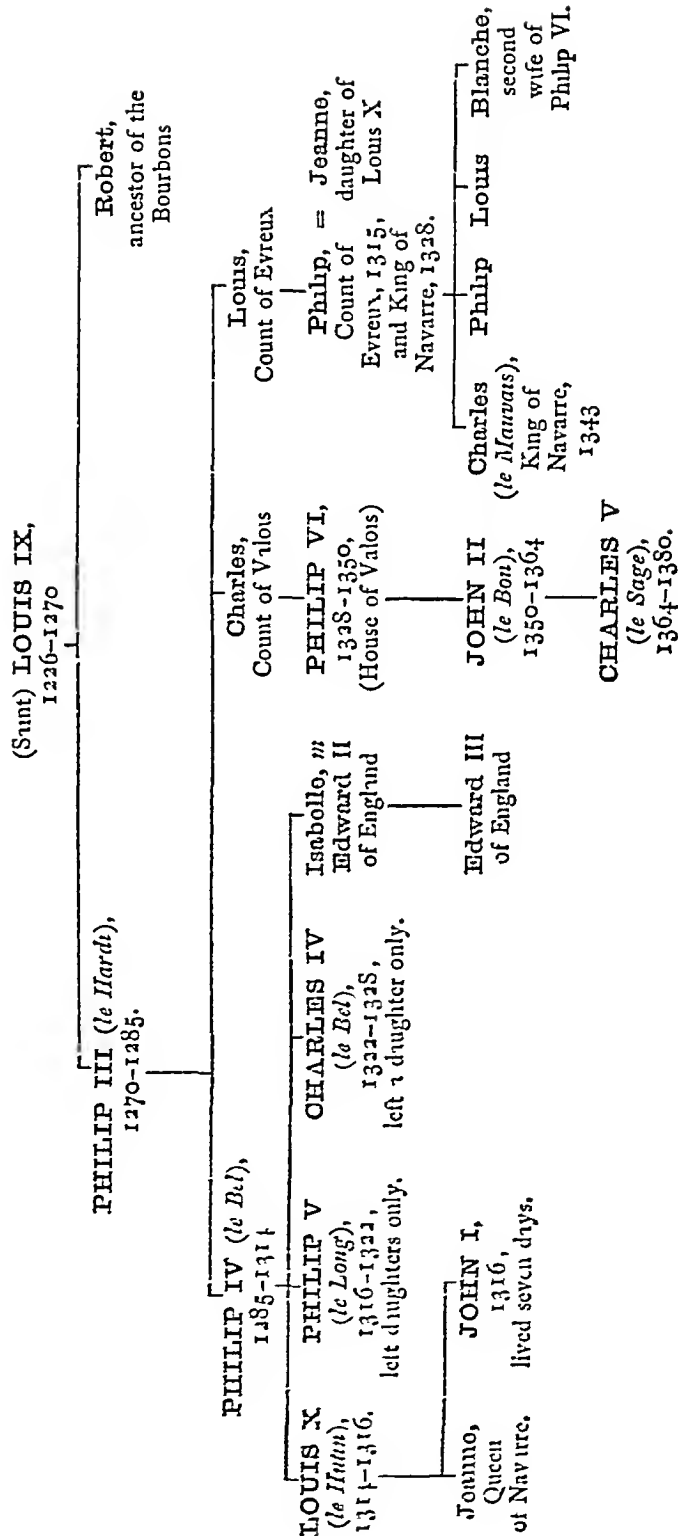 (Saint) LOUIS IX,
1226–1270
PHILIP III (le Hardi),
1270–1285.
Robert,
ancestor of the
Bourbons
PHILIP IV (le Bel),
1285–1314
Charles,
Count of Valois
Louis,
Count of Evreux
LOUIS X
(le Hutin),
1314–1316.
PHILIP V
(le Long),
1316–1322,
left daughters only.
CHARLES IV
(le Bel),
1322–1328,
left a daughter only.
Isabelle, m
Edward II
of England
PHILIP VI,
1328–1350,
(House of Valois)
Philip, = Jeanne,
Count of daughter of
Evreux, 1315, Louis X
and King of
Navarre, 1328.
Jeanne,
Queen
of Navarre.
JOHN I,
1316,
lived seven days.
Edward III
of England
JOHN II
(le Bon),
1350–1364
Charles
(le Mauvais),
King of
Navarre,
1343
Philip
Louis
Blanche,
second
wife of
Philip VI.
CHARLES V
(le Sage),
1364–1380.